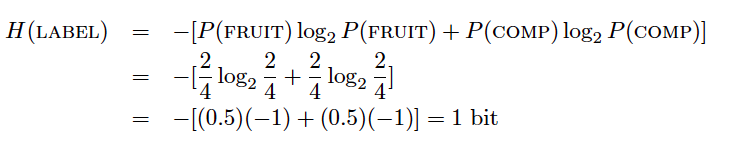 H(LABEL) = −[P(FRUIT) log₂ P(FRUIT) + P(COMP) log₂ P(COMP)]
= −[2/4 log₂ 2/4 + 2/4 log₂ 2/4]
= −[(0.5)(−1) + (0.5)(−1)] = 1 bit